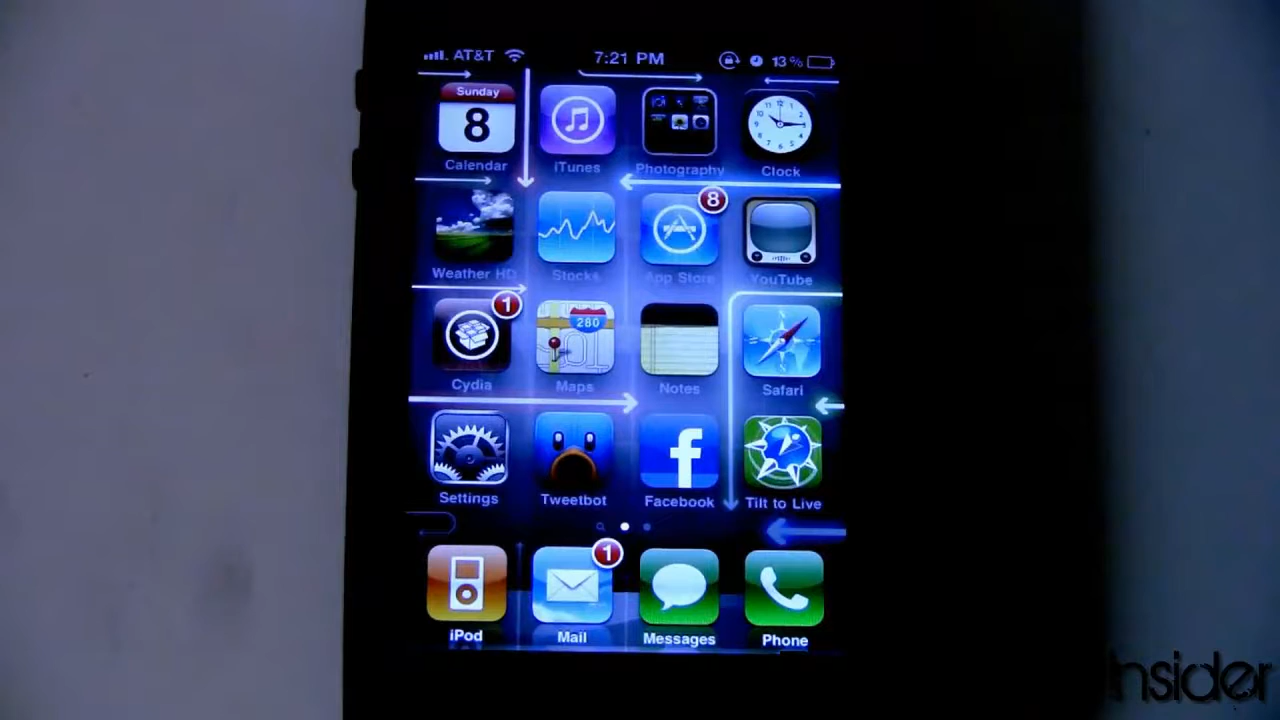 AT&T 7:21 PM 13%
Sunday
8
Calendar iTunes Photography Clock
8
Weather HD Stocks App Store YouTube
1 280
Cydia Maps Notes Safari
Settings Tweetbot Facebook Tilt to Live
1
iPod Mail Messages Phone
insider